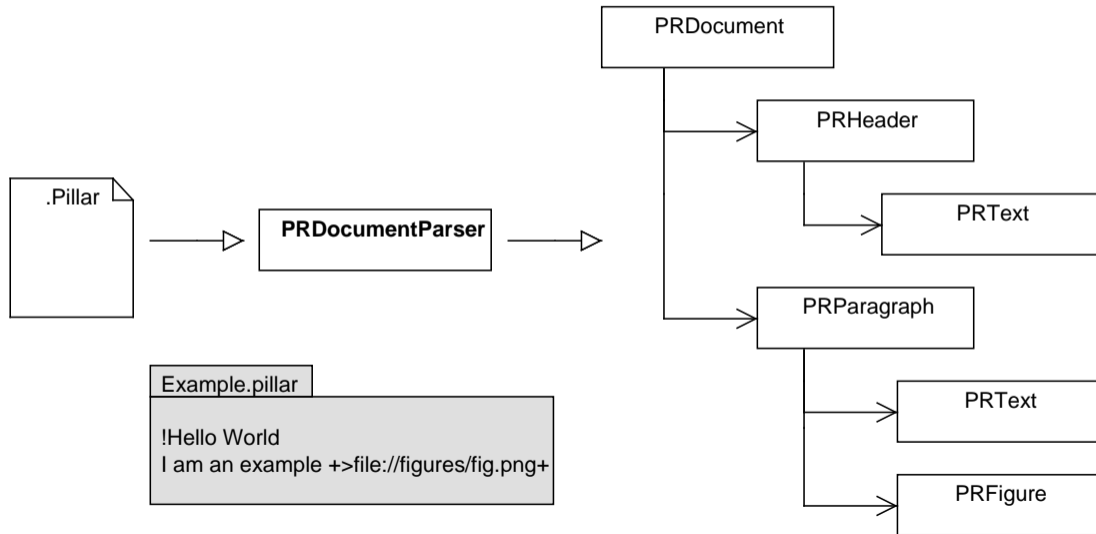 PRDocument
PRHeader
.Pillar
PRText
PRDocumentParser
PRParagraph
Example.pillar
!Hello World
I am an example +>file://figures/fig.png+
PRText
PRFigure